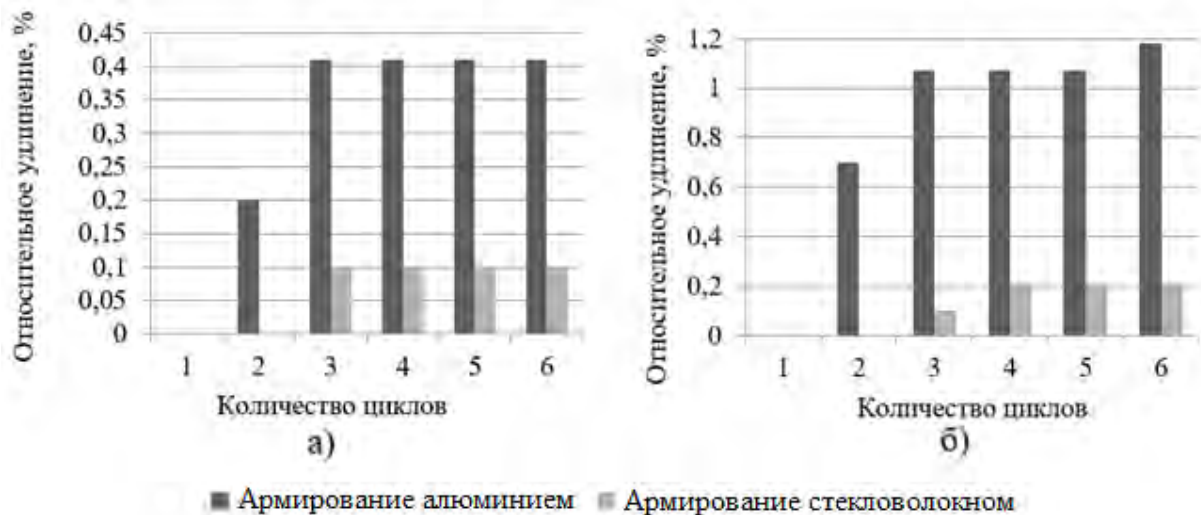 Относительное удлинение, %
0,45
0,4
0,35
0,3
0,25
0,2
0,15
0,1
0,05
0
1 2 3 4 5 6
Количество циклов
а)
Относительное удлинение, %
1,2
1
0,8
0,6
0,4
0,2
0
1 2 3 4 5 6
Количество циклов
б)
Армирование алюминием Армирование стекловолокном